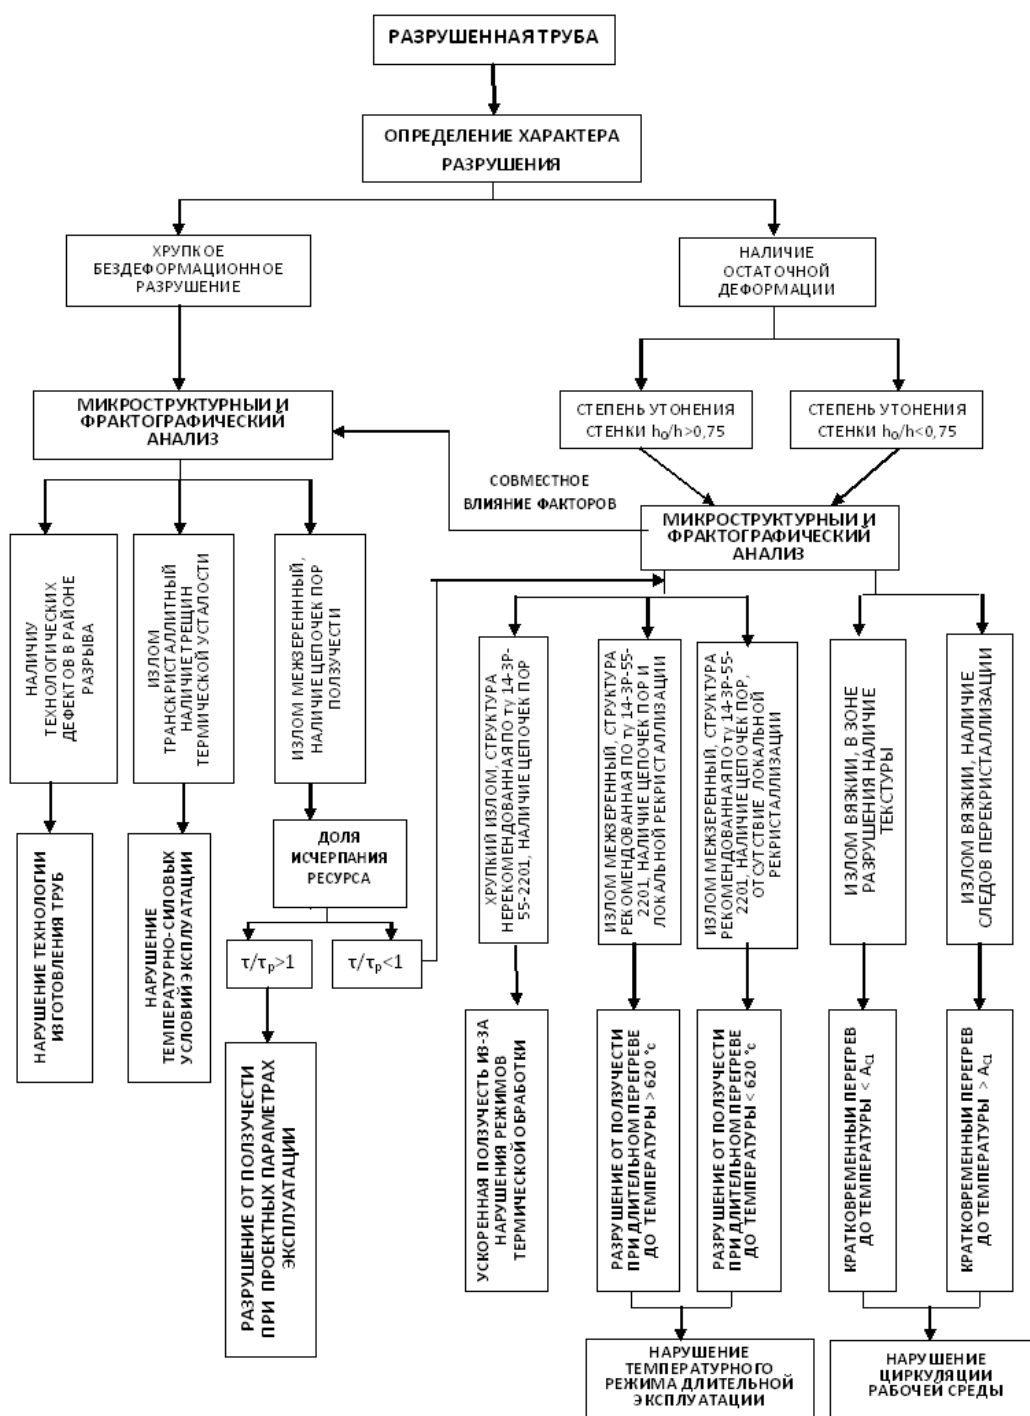 РАЗРУШЕННАЯ ТРУБА
ОПРЕДЕЛЕНИЕ ХАРАКТЕРА
РАЗРУШЕНИЯ
ХРУПКОЕ
БЕЗДЕФОРМАЦИОННОЕ
РАЗРУШЕНИЕ
НАЛИЧИЕ
ОСТАТОЧНОЙ
ДЕФОРМАЦИИ
МИКРОСТРУКТУРНЫЙ И
ФРАКТОГРАФИЧЕСКИЙ
АНАЛИЗ
СТЕПЕНЬ УТОНЕНИЯ
СТЕНКИ h₀/h>0,75
СТЕПЕНЬ УТОНЕНИЯ
СТЕНКИ h₀/h<0,75
СОВМЕСТНОЕ
ВЛИЯНИЕ ФАКТОРОВ
МИКРОСТРУКТУРНЫЙ И
ФРАКТОГРАФИЧЕСКИЙ
АНАЛИЗ
НАЛИЧИУ
ТЕХНОЛОГИЧЕСКИХ
ДЕФЕКТОВ В РАЙОНЕ
РАЗРЫВА
ИЗЛОМ
ТРАНСКРИСТАЛЛИТНЫЙ
НАЛИЧИЕ ТРЕЩИН
ТЕРМИЧЕСКОЙ УСТАЛОСТИ
ИЗЛОМ МЕЖЗЕРЕНННЫЙ,
НАЛИЧИЕ ЦЕПОЧЕК ПОР
ПОЛЗУЧЕСТИ
ХРУПКИЙ ИЗЛОМ, СТРУКТУРА
НЕРЕКОМЕНДОВАННАЯ ПО ту 14-3Р-
55-2201, НАЛИЧИЕ ЦЕПОЧЕК ПОР
ИЗЛОМ МЕЖЗЕРЕННЫЙ, СТРУКТУРА
РЕКОМЕНДОВАННАЯ ПО ту 14-3Р-55-
2201, НАЛИЧИЕ ЦЕПОЧЕК ПОР И
ЛОКАЛЬНОЙ РЕКРИСТАЛЛИЗАЦИИ
ИЗЛОМ МЕЖЗЕРЕННЫЙ, СТРУКТУРА
РЕКОМЕНДОВАННАЯ ПО ту 14-3Р-55-
2201, НАЛИЧИЕ ЦЕПОЧЕК ПОР,
ОТСУТСТВИЕ ЛОКАЛЬНОЙ
РЕКРИСТАЛЛИЗАЦИИ
ИЗЛОМ ВЯЗКИЙ, В ЗОНЕ
РАЗРУШЕНИЯ НАЛИЧИЕ
ТЕКСТУРЫ
ИЗЛОМ ВЯЗКИЙ, НАЛИЧИЕ
СЛЕДОВ ПЕРЕКРИСТАЛЛИЗАЦИИ
ДОЛЯ
ИСЧЕРПАНИЯ
РЕСУРСА
τ/τₚ>1
τ/τₚ<1
НАРУШЕНИЕ ТЕХНОЛОГИИ
ИЗГОТОВЛЕНИЯ ТРУБ
НАРУШЕНИЕ
ТЕМПЕРАТУРНО-СИЛОВЫХ
УСЛОВИЙ ЭКСПЛУАТАЦИИ
РАЗРУШЕНИЕ ОТ ПОЛЗУЧЕСТИ
ПРИ ПРОЕКТНЫХ ПАРАМЕТРАХ
ЭКСПЛУАТАЦИИ
УСКОРЕННАЯ ПОЛЗУЧЕСТЬ ИЗ-ЗА
НАРУШЕНИЯ РЕЖИМОВ
ТЕРМИЧЕСКОЙ ОБРАБОТКИ
РАЗРУШЕНИЕ ОТ ПОЛЗУЧЕСТИ
ПРИ ДЛИТЕЛЬНОМ ПЕРЕГРЕВЕ
ДО ТЕМПЕРАТУРЫ > 620 °с
РАЗРУШЕНИЕ ОТ ПОЛЗУЧЕСТИ
ПРИ ДЛИТЕЛЬНОМ ПЕРЕГРЕВЕ
ДО ТЕМПЕРАТУРЫ < 620 °с
КРАТКОВРЕМЕННЫЙ ПЕРЕГРЕВ
ДО ТЕМПЕРАТУРЫ < A_C1
КРАТКОВРЕМЕННЫЙ ПЕРЕГРЕВ
ДО ТЕМПЕРАТУРЫ > A_C1
НАРУШЕНИЕ
ТЕМПЕРАТУРНОГО
РЕЖИМА ДЛИТЕЛЬНОЙ
ЭКСПЛУАТАЦИИ
НАРУШЕНИЕ
ЦИРКУЛЯЦИИ
РАБОЧЕЙ СРЕДЫ